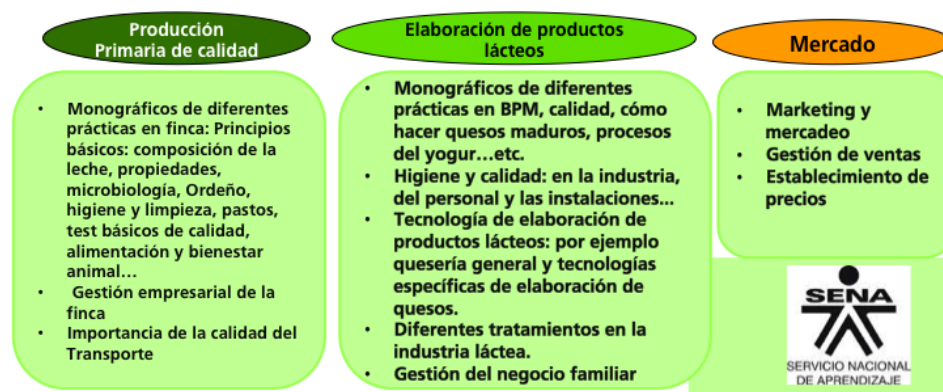 Producción
Primaria de calidad
• Monográficos de diferentes
prácticas en finca: Principios
básicos: composición de la
leche, propiedades,
microbiología, Ordeño,
higiene y limpieza, pastos,
test básicos de calidad,
alimentación y bienestar
animal...
• Gestión empresarial de la
finca
• Importancia de la calidad del
Transporte
Elaboración de productos
lácteos
• Monográficos de diferentes
prácticas en BPM, calidad, cómo
hacer quesos maduros, procesos
del yogur...etc.
• Higiene y calidad: en la industria,
del personal y las instalaciones...
• Tecnología de elaboración de
productos lácteos: por ejemplo
quesería general y tecnologías
específicas de elaboración de
quesos.
• Diferentes tratamientos en la
industria láctea.
• Gestión del negocio familiar
Mercado
• Marketing y
mercadeo
• Gestión de ventas
• Establecimiento de
precios
SENA
SERVICIO NACIONAL
DE APRENDIZAJE